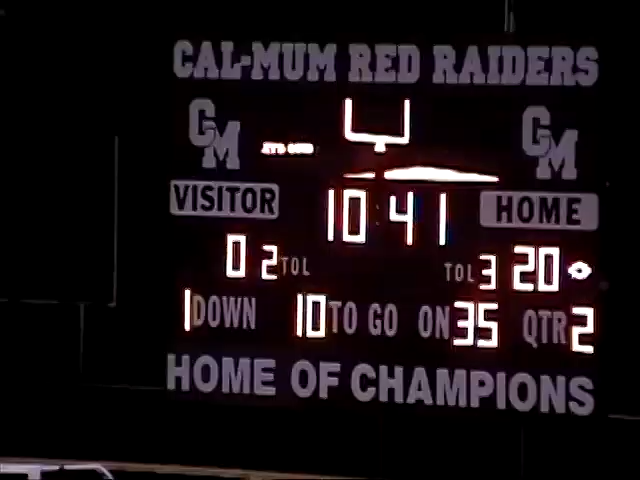 CAL-MUM RED RAIDERS
CM CM
VISITOR 10:41 HOME
0 2 TOL TOL 3 20
1 DOWN 10 TO GO ON 35 QTR 2
HOME OF CHAMPIONS